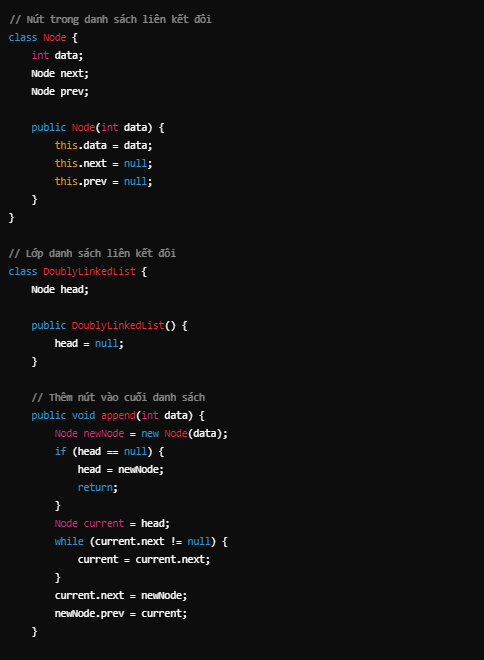 // Nút trong danh sách liên kết đôi
class Node {
    int data;
    Node next;
    Node prev;

    public Node(int data) {
        this.data = data;
        this.next = null;
        this.prev = null;
    }
}

// Lớp danh sách liên kết đôi
class DoublyLinkedList {
    Node head;

    public DoublyLinkedList() {
        head = null;
    }

    // Thêm nút vào cuối danh sách
    public void append(int data) {
        Node newNode = new Node(data);
        if (head == null) {
            head = newNode;
            return;
        }
        Node current = head;
        while (current.next != null) {
            current = current.next;
        }
        current.next = newNode;
        newNode.prev = current;
    }